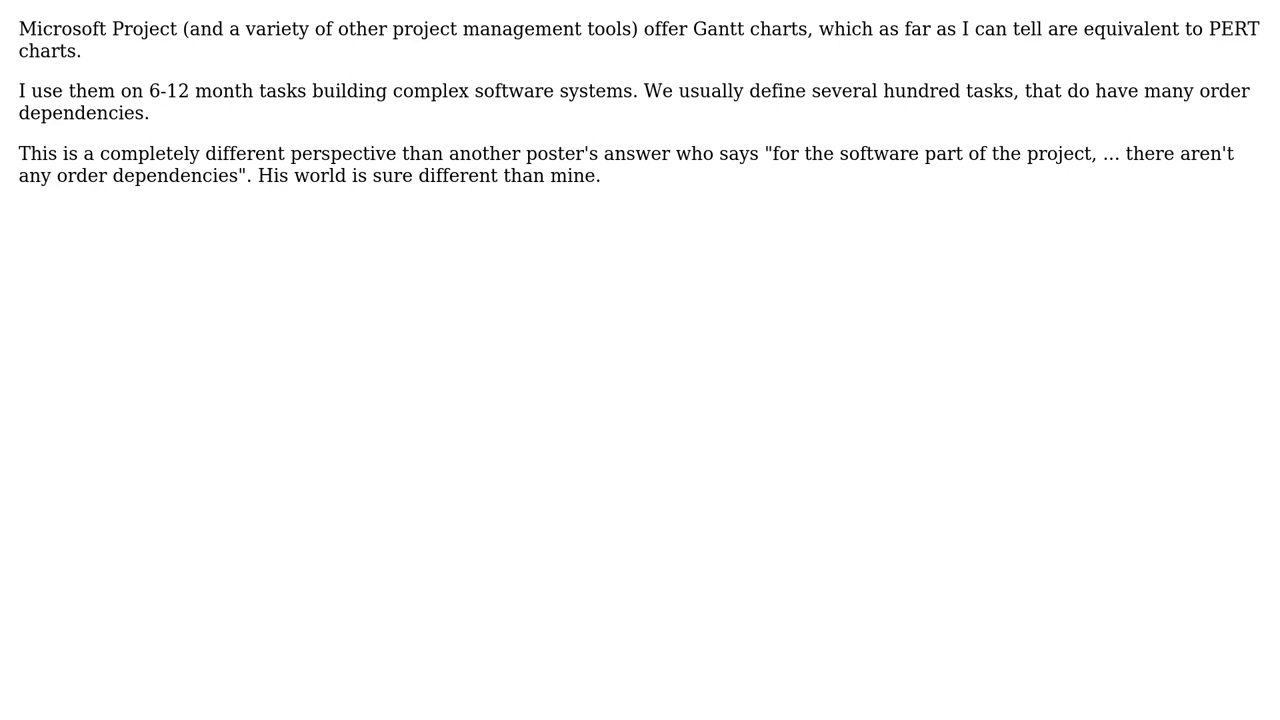 Microsoft Project (and a variety of other project management tools) offer Gantt charts, which as far as I can tell are equivalent to PERT
charts.
I use them on 6-12 month tasks building complex software systems. We usually define several hundred tasks, that do have many order
dependencies.
This is a completely different perspective than another poster's answer who says "for the software part of the project, ... there aren't
any order dependencies". His world is sure different than mine.